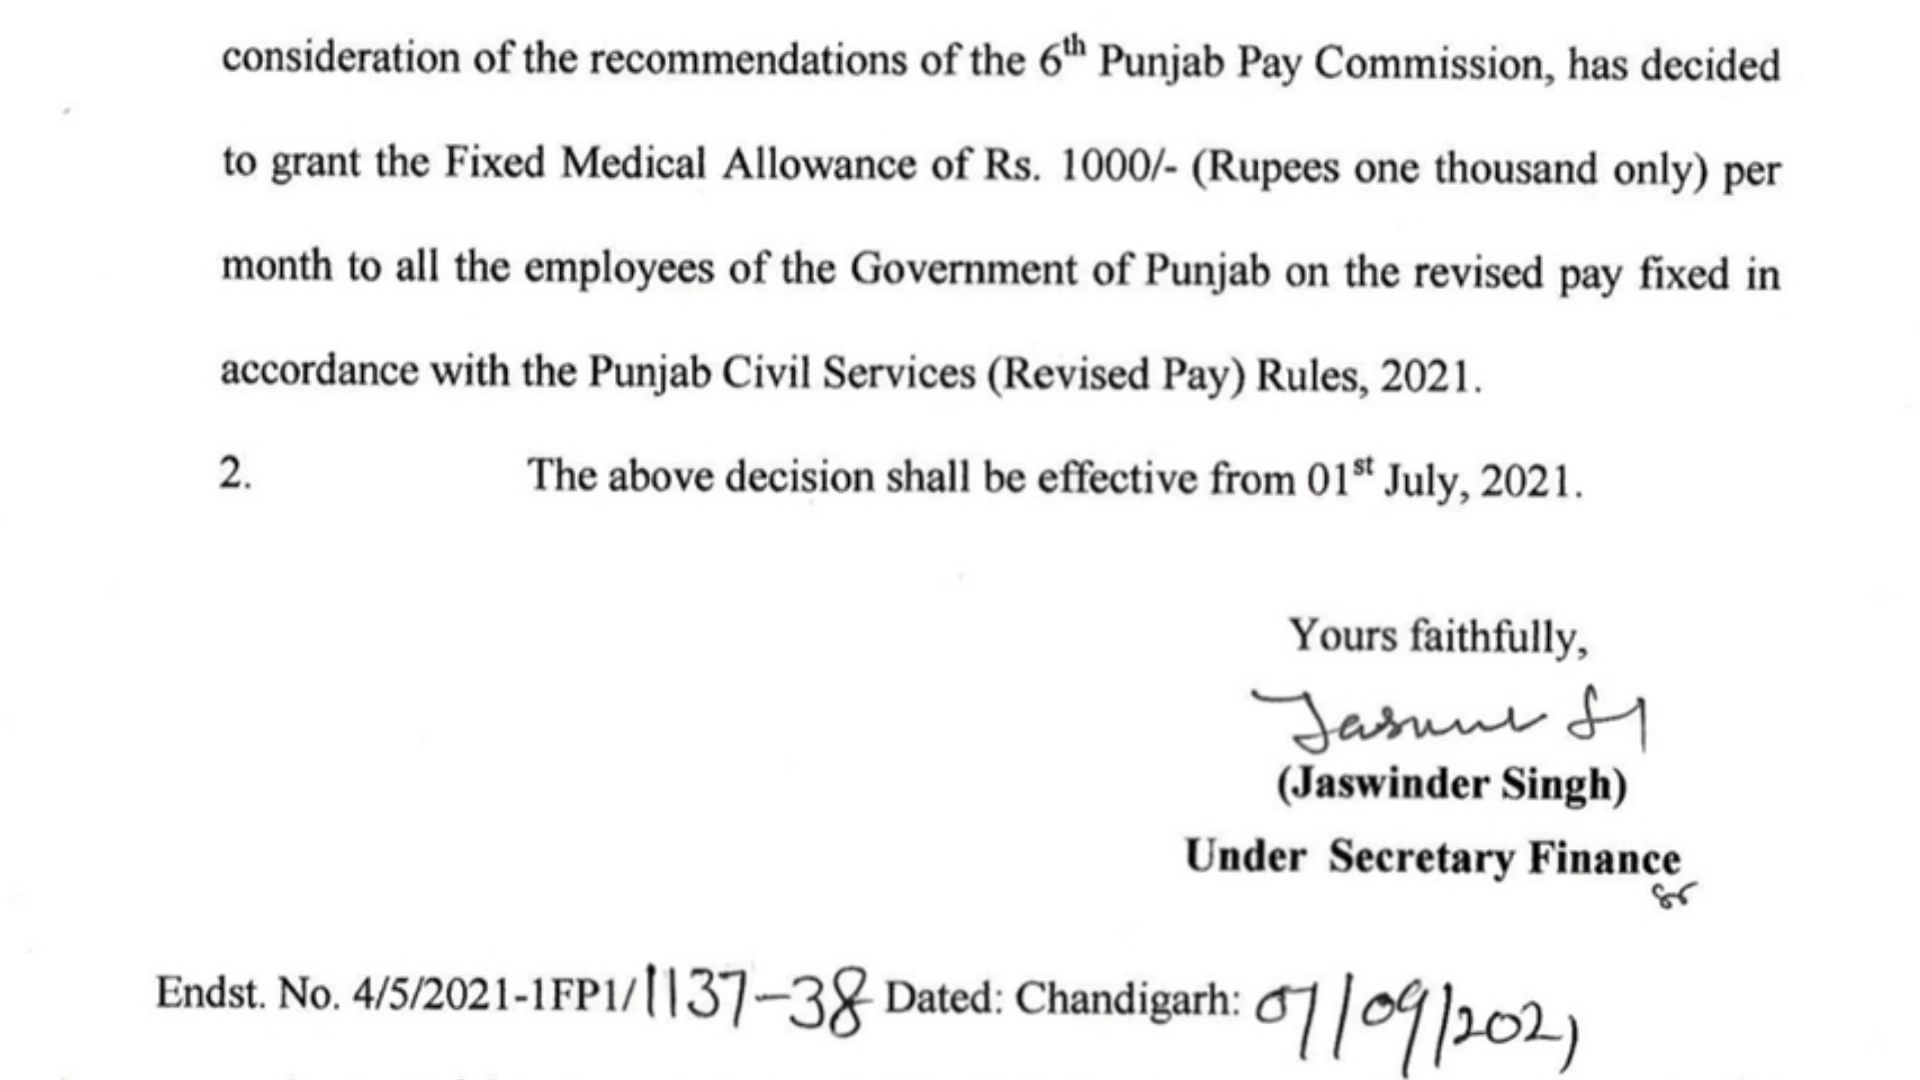 consideration of the recommendations of the 6th Punjab Pay Commission, has decided
to grant the Fixed Medical Allowance of Rs. 1000/- (Rupees one thousand only) per
month to all the employees of the Government of Punjab on the revised pay fixed in
accordance with the Punjab Civil Services (Revised Pay) Rules, 2021.
2. The above decision shall be effective from 01st July, 2021.
Yours faithfully,
(Jaswinder Singh)
Under Secretary Finance
Endst. No. 4/5/2021-1FP1/1137-38 Dated: Chandigarh: 07/09/2021